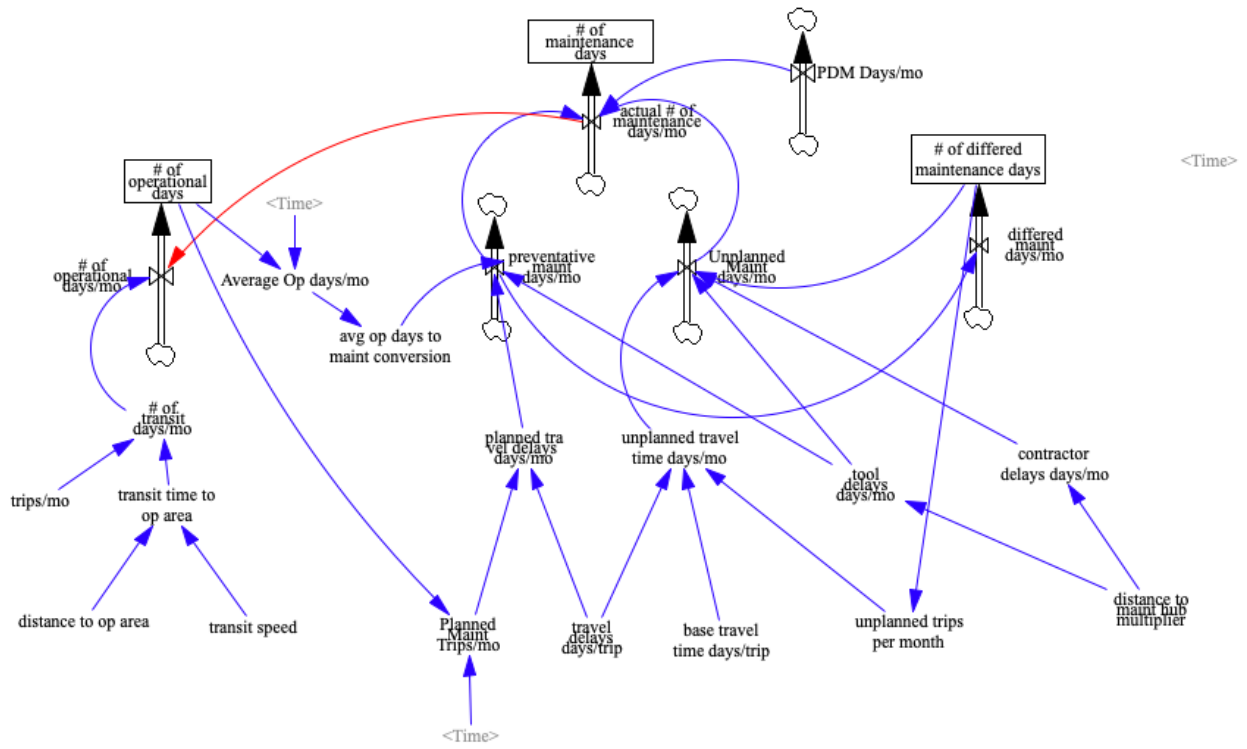 # of
maintenance
days
PDM Days/mo
actual # of
maintenance
days/mo
# of differed
maintenance days
<Time>
# of
operational
days
<Time>
# of
operational
days/mo
Average Op days/mo
preventative
maint
days/mo
Unplanned
Maint
days/mo
differed
maint
days/mo
avg op days to
maint conversion
# of
transit
days/mo
planned tra
vel delays
days/mo
unplanned travel
time days/mo
tool
delays
days/mo
contractor
delays days/mo
trips/mo
transit time to
op area
distance to op area
transit speed
Planned
Maint
Trips/mo
travel
delays
days/trip
base travel
time days/trip
unplanned trips
per month
distance to
maint hub
multiplier
<Time>